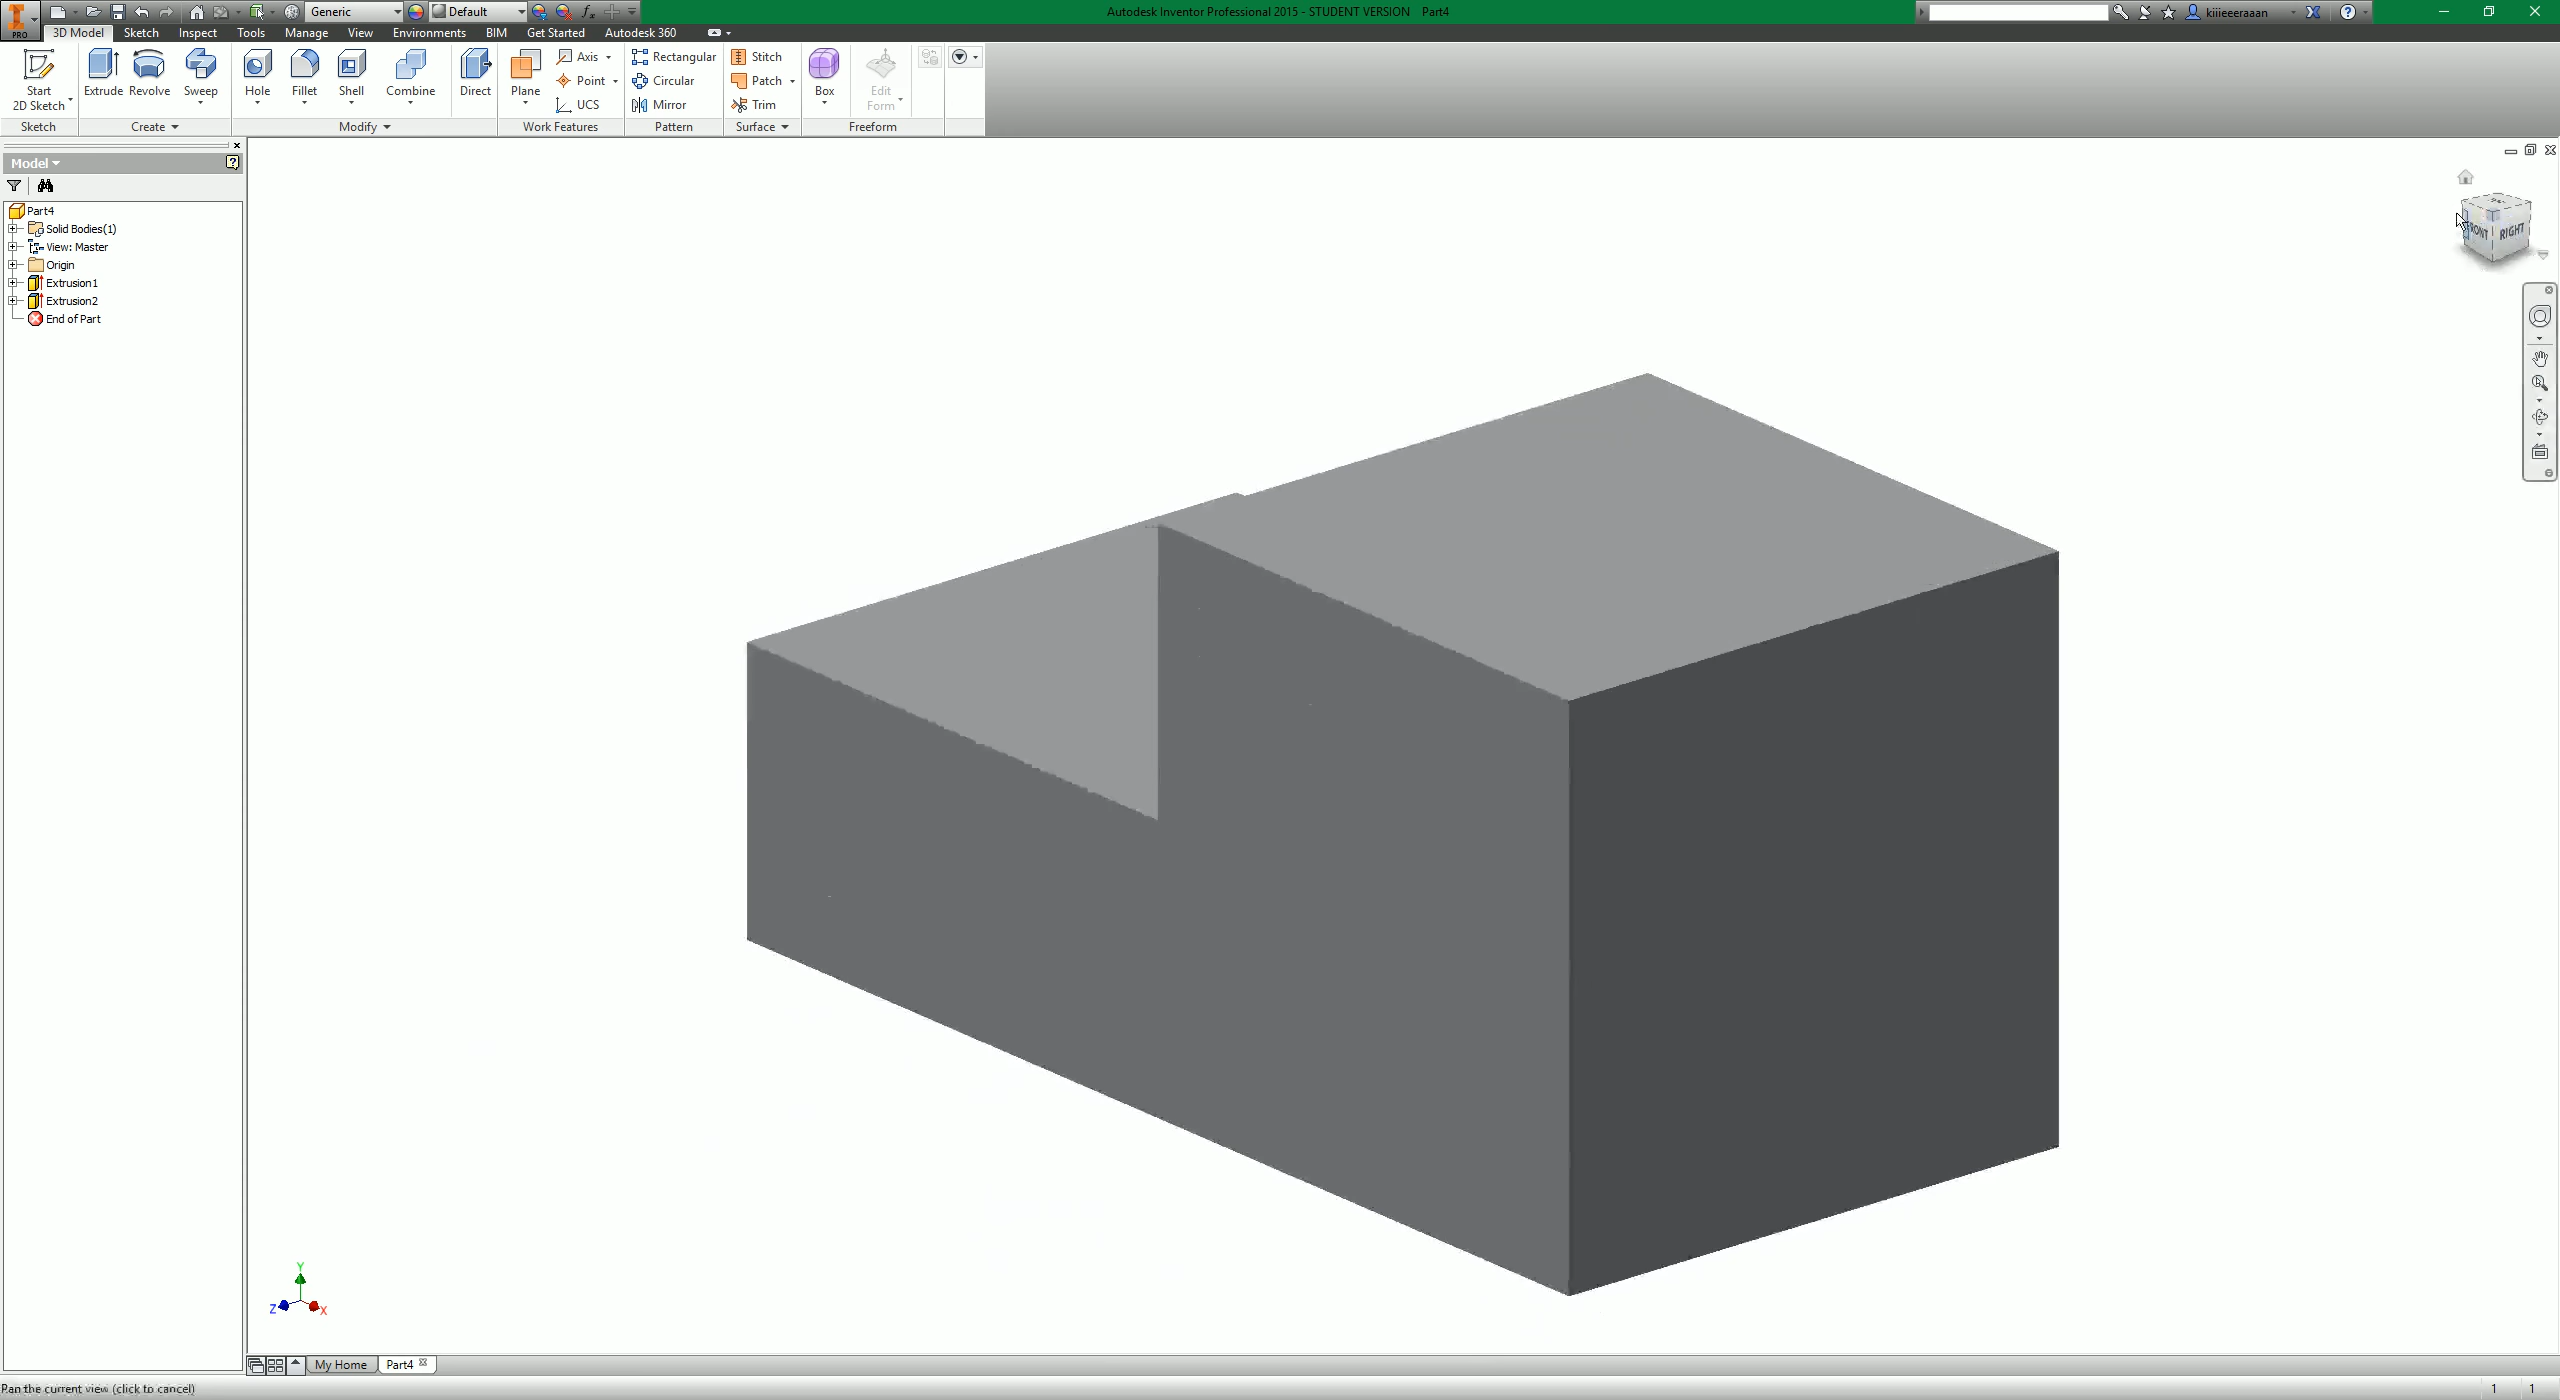 Generic
Default
Autodesk Inventor Professional 2015 - STUDENT VERSION Part4
kiiieeeraaan
PRO
3D Model Sketch Inspect Tools Manage View Environments BIM Get Started Autodesk 360
Start
2D Sketch
Extrude
Revolve
Sweep
Hole
Fillet
Shell
Combine
Direct
Plane
Axis
Point
UCS
Rectangular
Circular
Mirror
Stitch
Patch
Trim
Box
Edit
Form
Sketch Create Modify Work Features Pattern Surface Freeform
Model
Part4
Solid Bodies(1)
View: Master
Origin
Extrusion1
Extrusion2
End of Part
RIGHT
Y
Z
X
My Home Part4
Pan the current view (click to cancel)
1 1